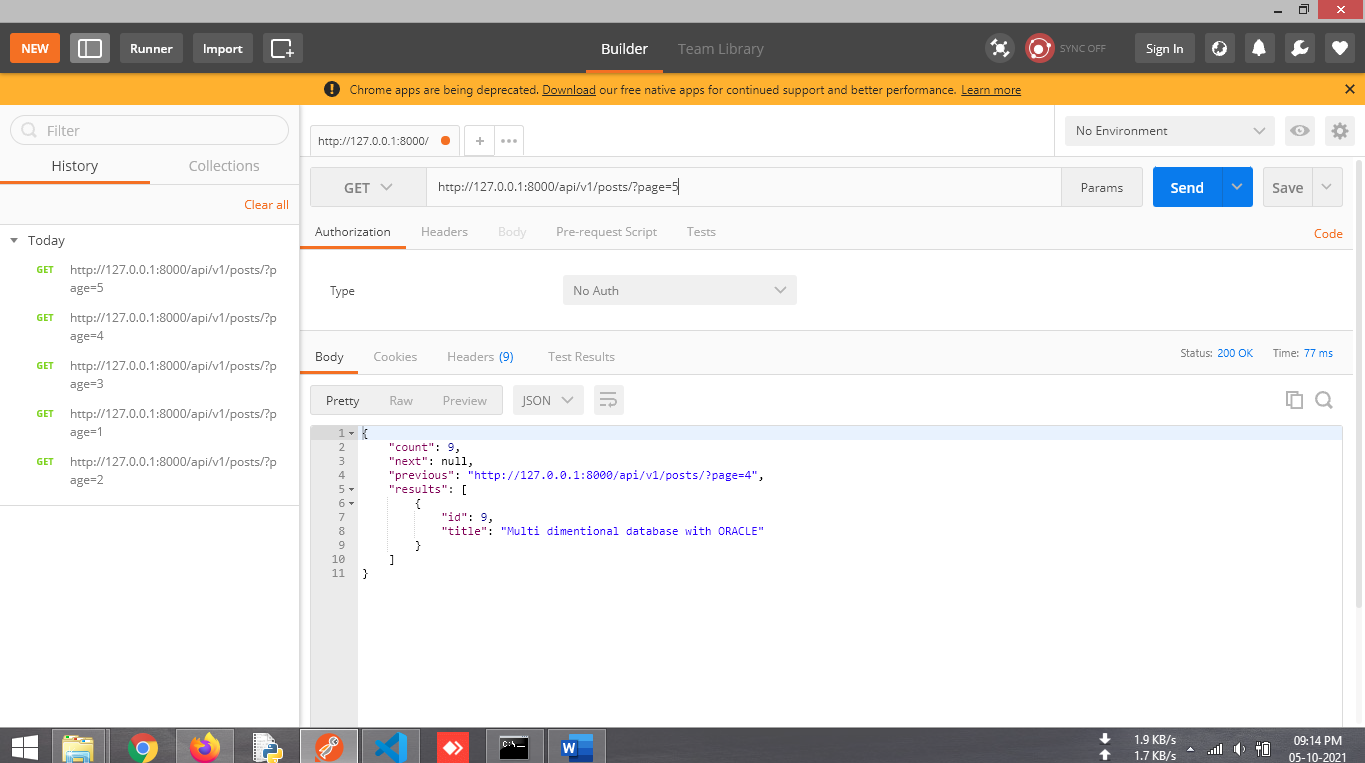 NEW
Runner
Import
Builder
Team Library
SYNC OFF
Sign In
Chrome apps are being deprecated. Download our free native apps for continued support and better performance. Learn more
Filter
History
Collections
Clear all
Today
GET http://127.0.0.1:8000/api/v1/posts/?p
age=5
GET http://127.0.0.1:8000/api/v1/posts/?p
age=4
GET http://127.0.0.1:8000/api/v1/posts/?p
age=3
GET http://127.0.0.1:8000/api/v1/posts/?p
age=1
GET http://127.0.0.1:8000/api/v1/posts/?p
age=2
http://127.0.0.1:8000/
No Environment
GET
http://127.0.0.1:8000/api/v1/posts/?page=5
Params
Send
Save
Authorization
Headers
Body
Pre-request Script
Tests
Code
Type
No Auth
Body
Cookies
Headers (9)
Test Results
Status: 200 OK
Time: 77 ms
Pretty
Raw
Preview
JSON
1 {
2 "count": 9,
3 "next": null,
4 "previous": "http://127.0.0.1:8000/api/v1/posts/?page=4",
5 "results": [
6 {
7 "id": 9,
8 "title": "Multi dimentional database with ORACLE"
9 }
10 ]
11 }
1.9 KB/s
1.7 KB/s
09:14 PM
05-10-2021